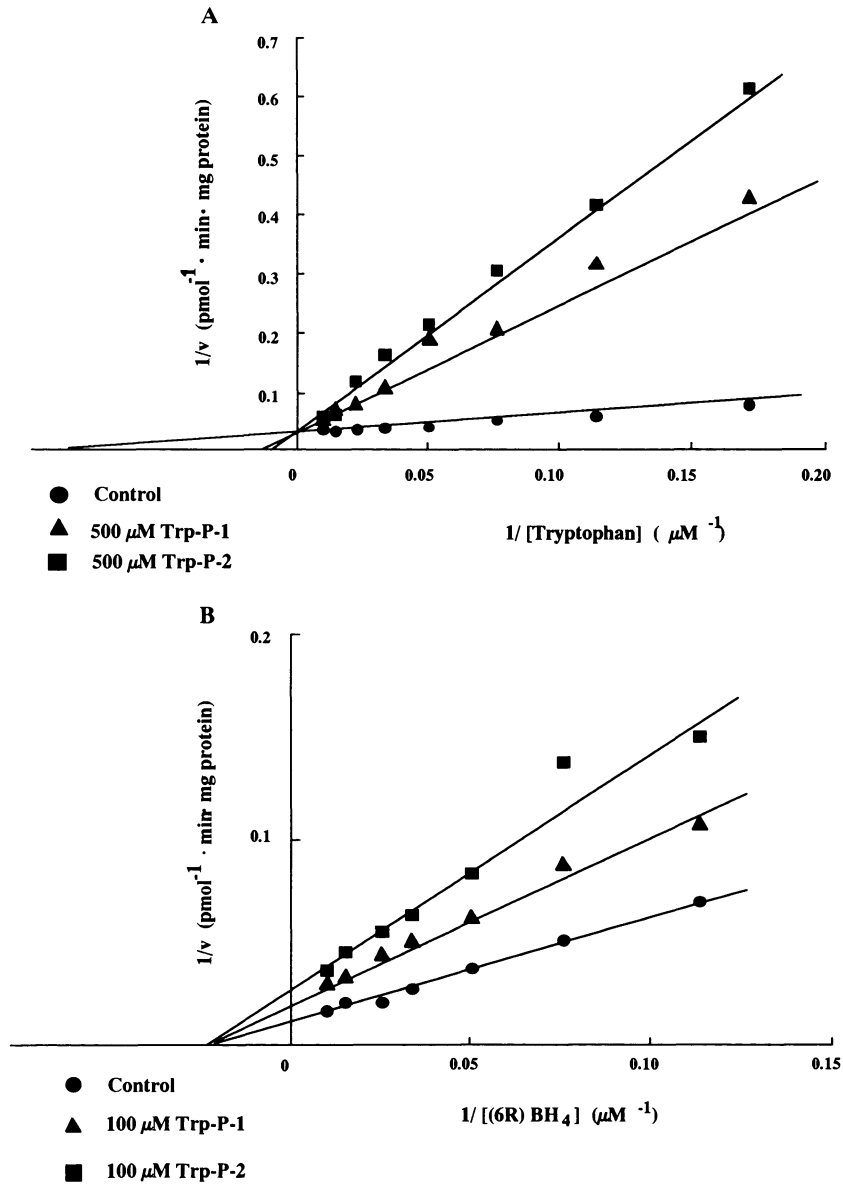 A
0.7
0.6
0.5
0.4
0.3
0.2
0.1
1/v (pmol⁻¹ · min· mg protein)
0 0.05 0.10 0.15 0.20
1/ [Tryptophan] ( μM ⁻¹)
Control
500 μM Trp-P-1
500 μM Trp-P-2
B
0.2
0.1
1/v (pmol⁻¹ · min· mg protein)
0 0.05 0.10 0.15
1/ [(6R) BH₄] (μM ⁻¹)
Control
100 μM Trp-P-1
100 μM Trp-P-2